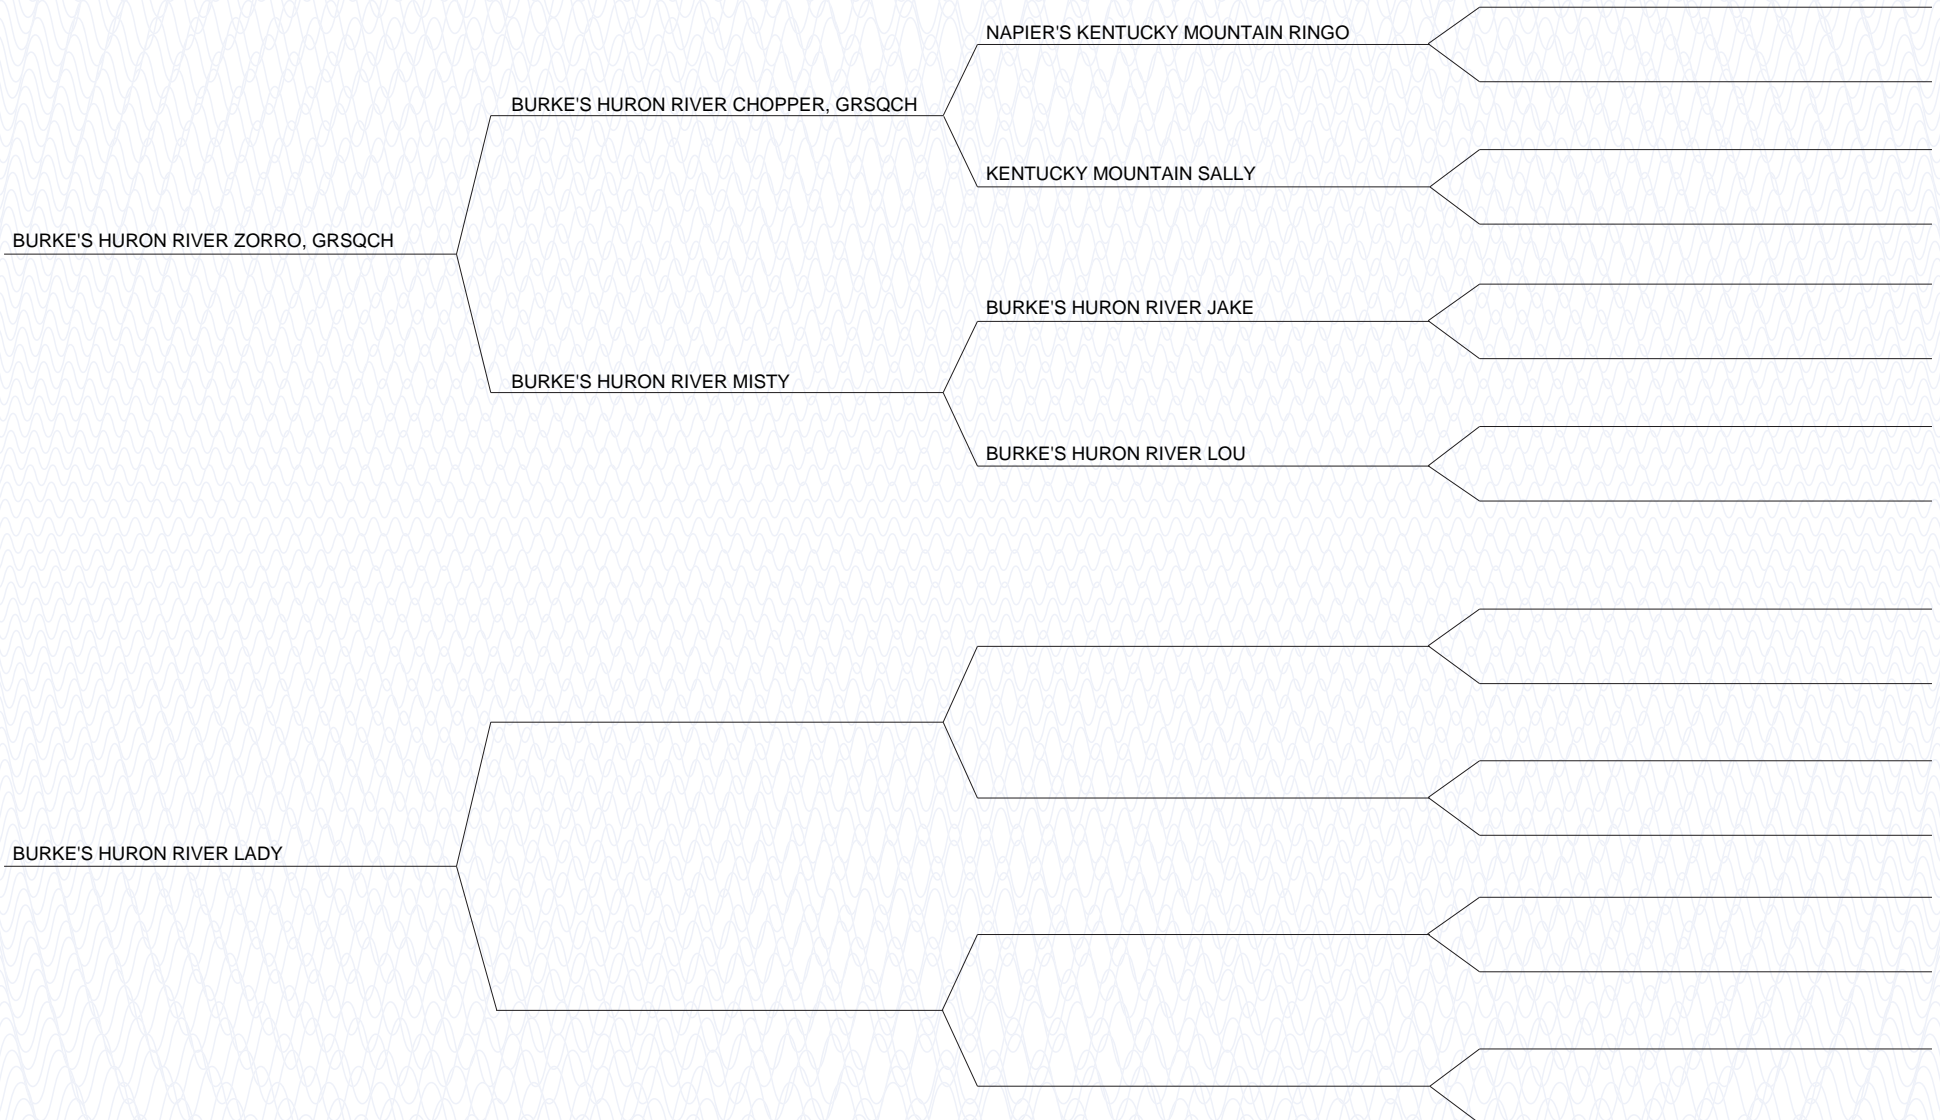 NAPIER'S KENTUCKY MOUNTAIN RINGO
BURKE'S HURON RIVER CHOPPER, GRSQCH
KENTUCKY MOUNTAIN SALLY
BURKE'S HURON RIVER ZORRO, GRSQCH
BURKE'S HURON RIVER JAKE
BURKE'S HURON RIVER MISTY
BURKE'S HURON RIVER LOU
BURKE'S HURON RIVER LADY